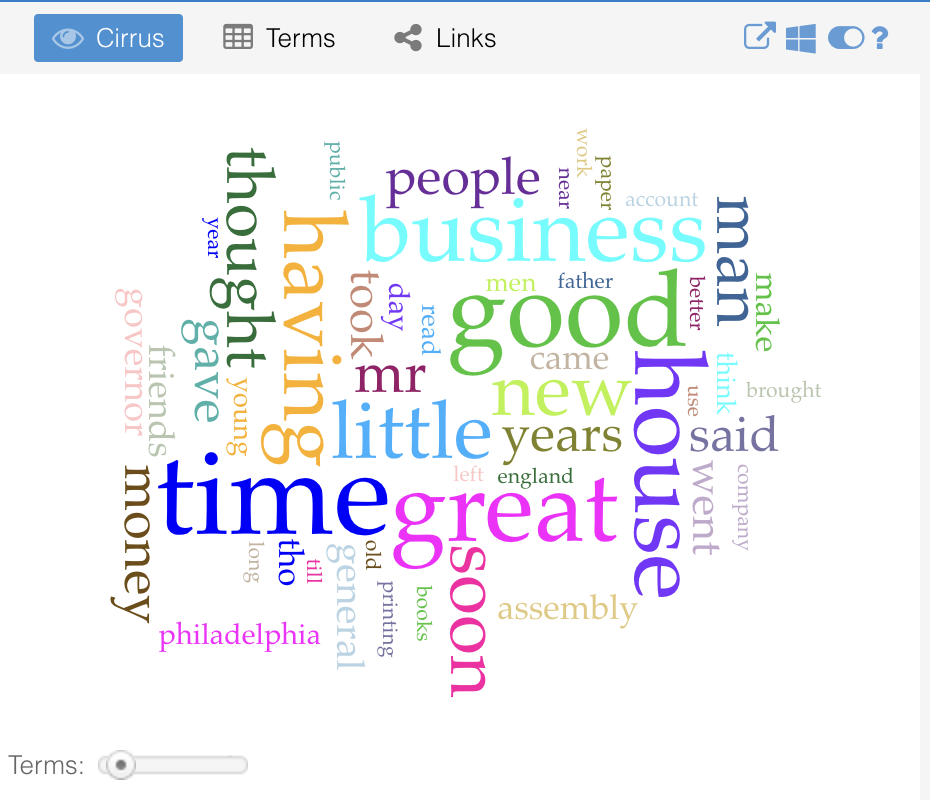 Cirrus Terms Links ?
work
public
people
near
paper
thought
account
man
business
year
having
took
men
father
better
make
day
good
governor
read
friends
gave
came
house
think
mr
new
young
use
brought
little
years
said
time
money
left
england
went
company
great
long
tho
till
general
old
soon
printing
books
assembly
philadelphia
Terms: